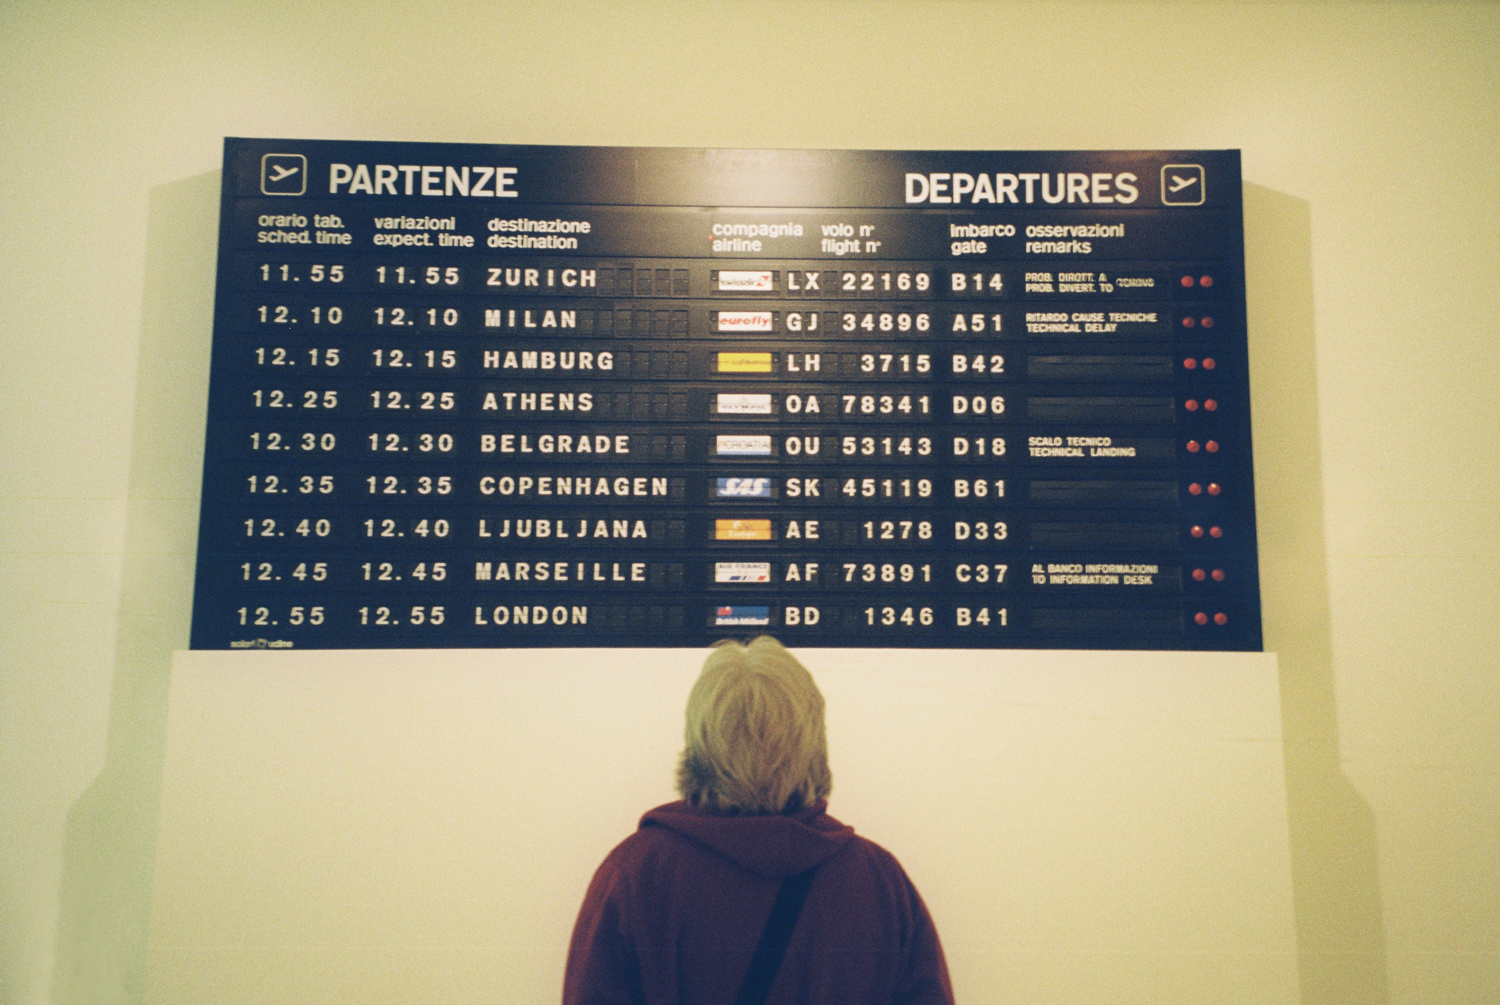 PARTENZE DEPARTURES
orario tab. variazioni destinazione compagnia volo n° imbarco osservazioni
sched. time expect. time destination airline flight n° gate remarks
11.55 11.55 ZURICH swissair LX 22169 B14 PROB. DIROTT. A
PROB. DIVERT. TO
12.10 12.10 MILAN eurofly GJ 34896 A51 RITARDO CAUSE TECNICHE
TECHNICAL DELAY
12.15 12.15 HAMBURG LH 3715 B42
12.25 12.25 ATHENS OLYMPIC OA 78341 D06
12.30 12.30 BELGRADE CROATIA OU 53143 D18 SCALO TECNICO
TECHNICAL LANDING
12.35 12.35 COPENHAGEN SAS SK 45119 B61
12.40 12.40 LJUBLJANA AE 1278 D33
12.45 12.45 MARSEILLE AIR FRANCE AF 73891 C37 AL BANCO INFORMAZIONI
TO INFORMATION DESK
12.55 12.55 LONDON British Midland BD 1346 B41
solari udine